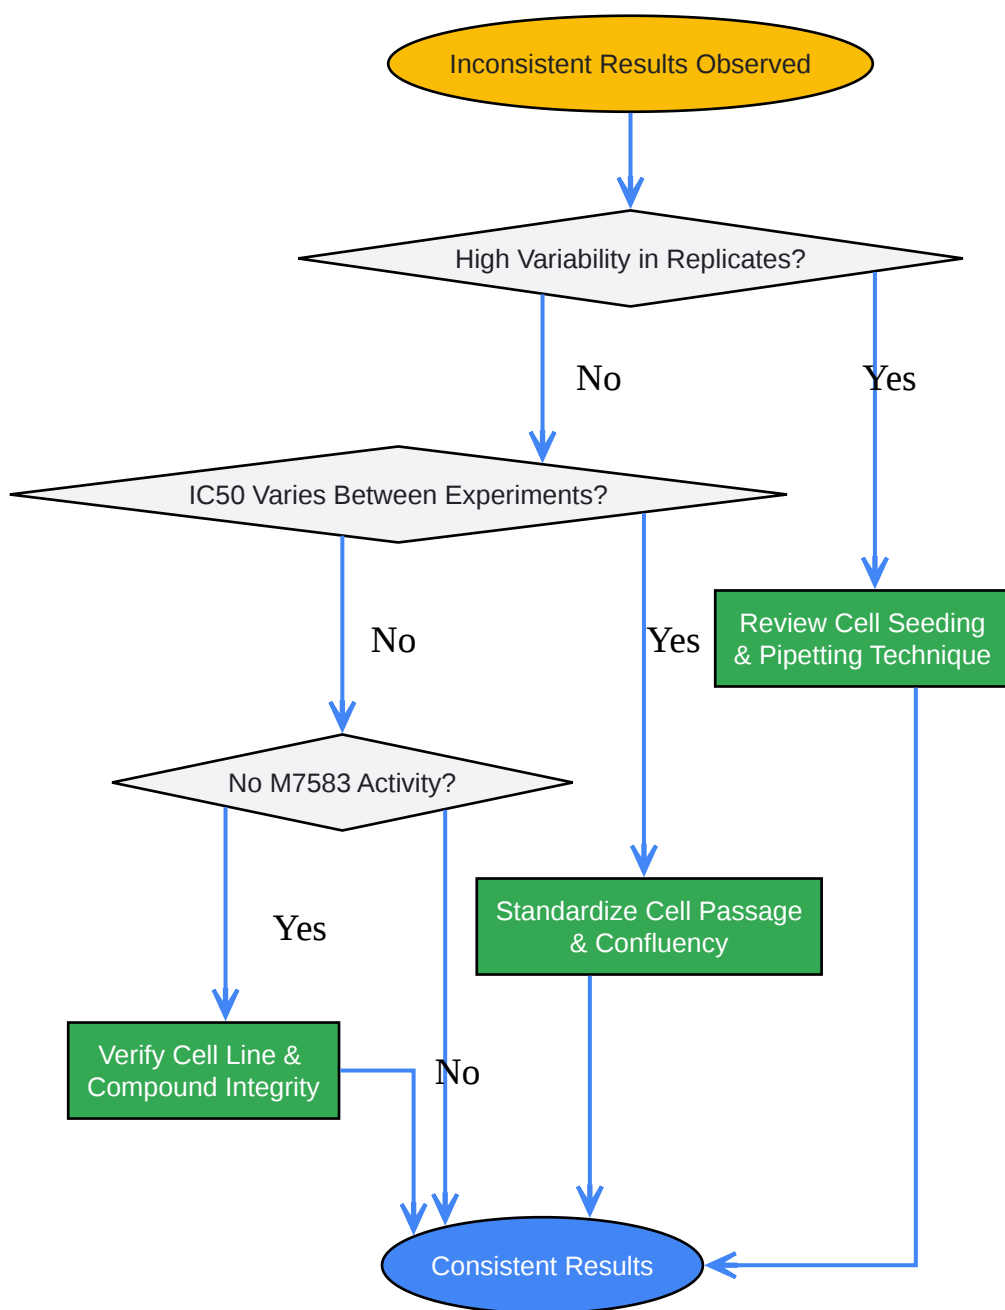 Inconsistent Results Observed
High Variability in Replicates?
No
Yes
IC50 Varies Between Experiments?
Review Cell Seeding
& Pipetting Technique
No
Yes
No M7583 Activity?
Standardize Cell Passage
& Confluency
Yes
Verify Cell Line &
Compound Integrity
No
Consistent Results